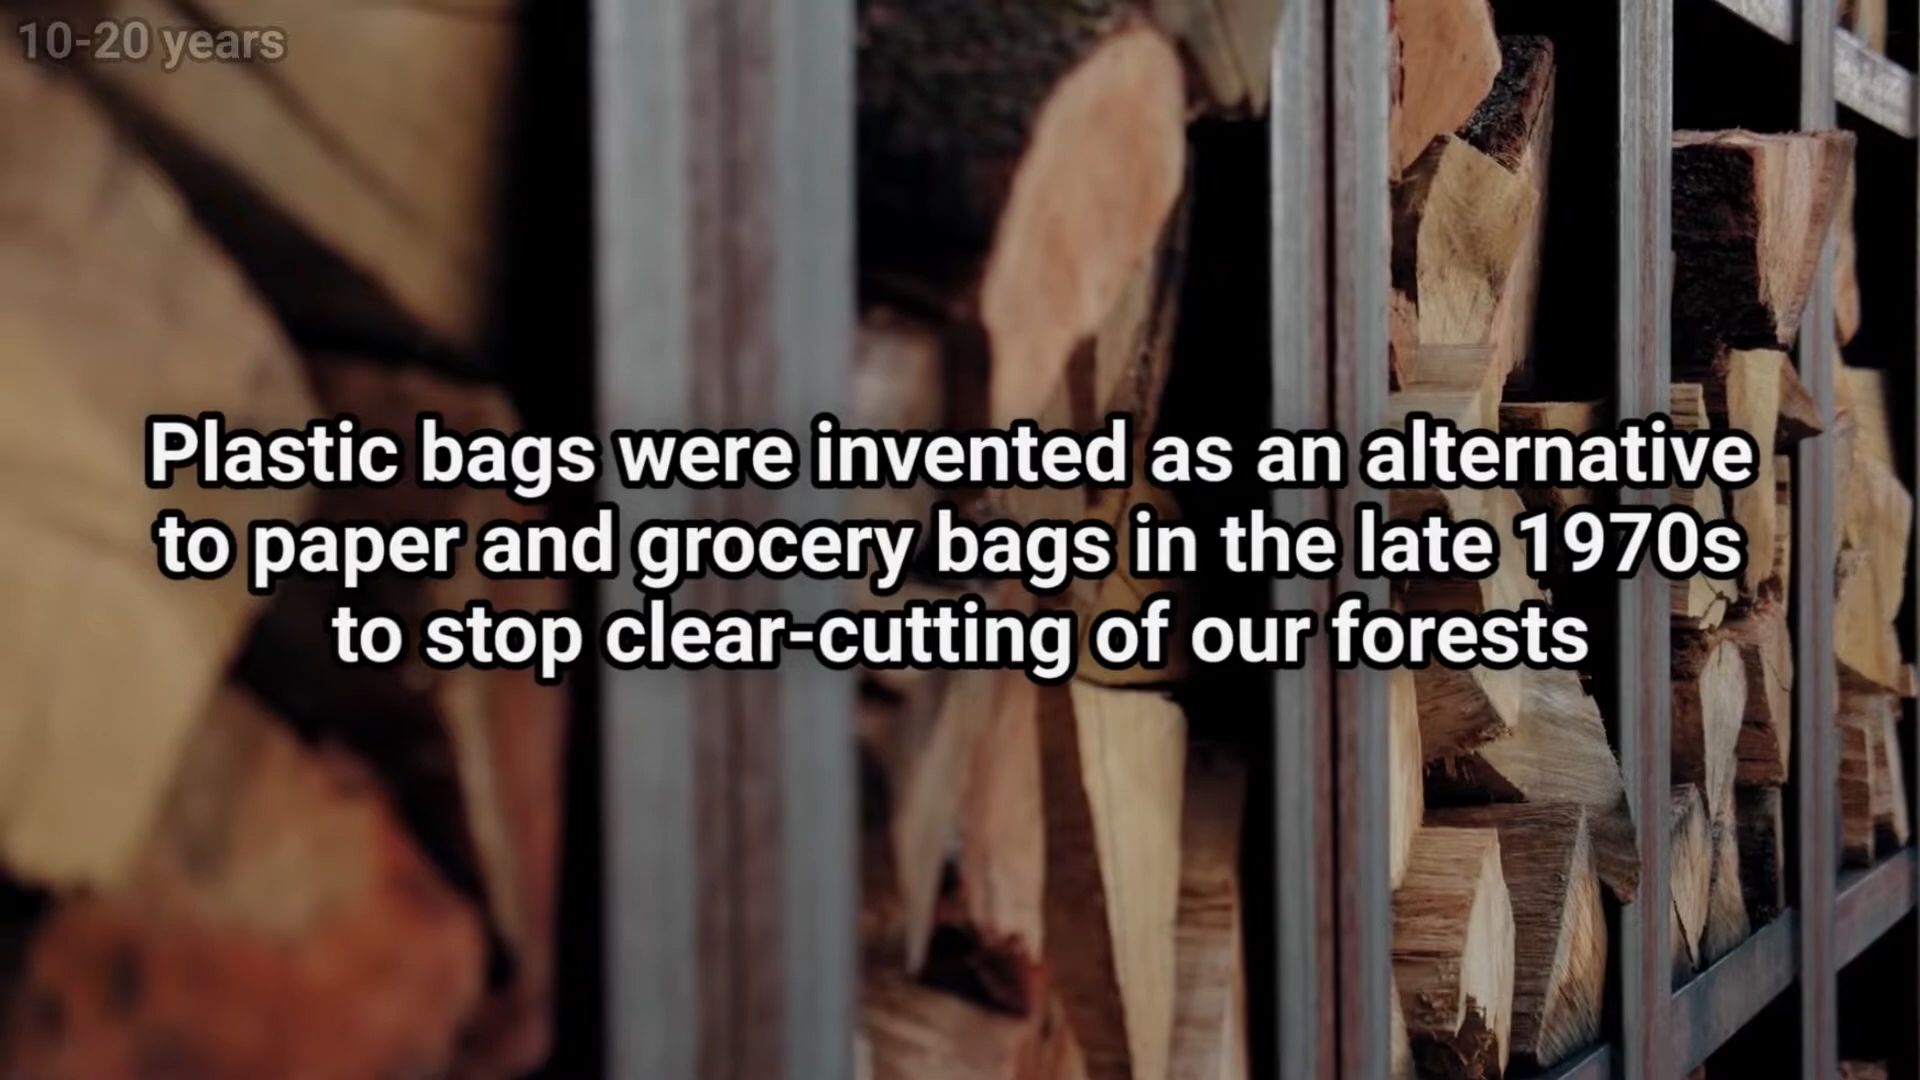 10-20 years
Plastic bags were invented as an alternative
to paper and grocery bags in the late 1970s
to stop clear-cutting of our forests